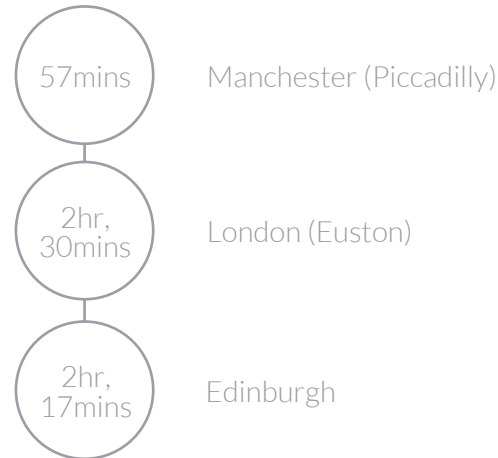 57mins
Manchester (Piccadilly)
2hr,
30mins
London (Euston)
2hr,
17mins
Edinburgh